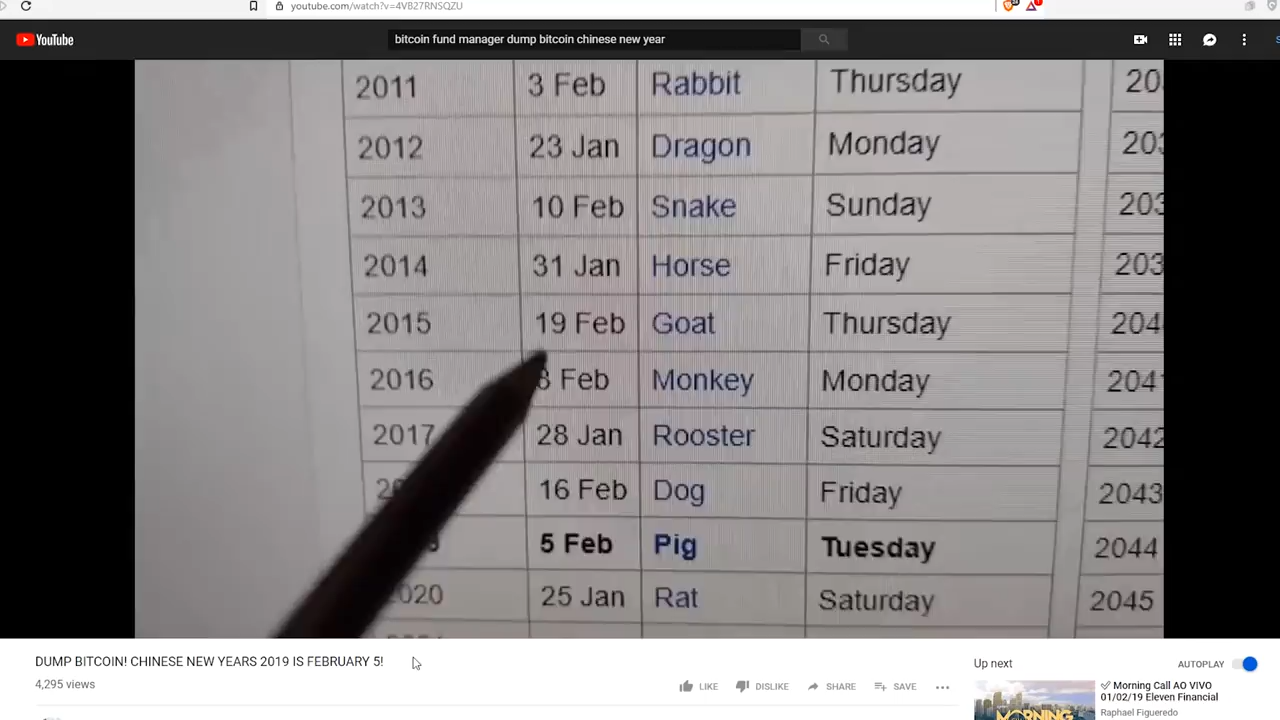 youtube.com/watch?v=4VB27RNSQZU
YouTube
bitcoin fund manager dump bitcoin chinese new year
2011 3 Feb Rabbit Thursday
2012 23 Jan Dragon Monday
2013 10 Feb Snake Sunday
2014 31 Jan Horse Friday
2015 19 Feb Goat Thursday
2016 8 Feb Monkey Monday 2041
2017 28 Jan Rooster Saturday 2042
16 Feb Dog Friday 2043
5 Feb Pig Tuesday 2044
2020 25 Jan Rat Saturday 2045
DUMP BITCOIN! CHINESE NEW YEARS 2019 IS FEBRUARY 5!
4,295 views
LIKE DISLIKE SHARE SAVE
Up next AUTOPLAY
Morning Call AO VIVO
01/02/19 Eleven Financial
Raphael Figueredo